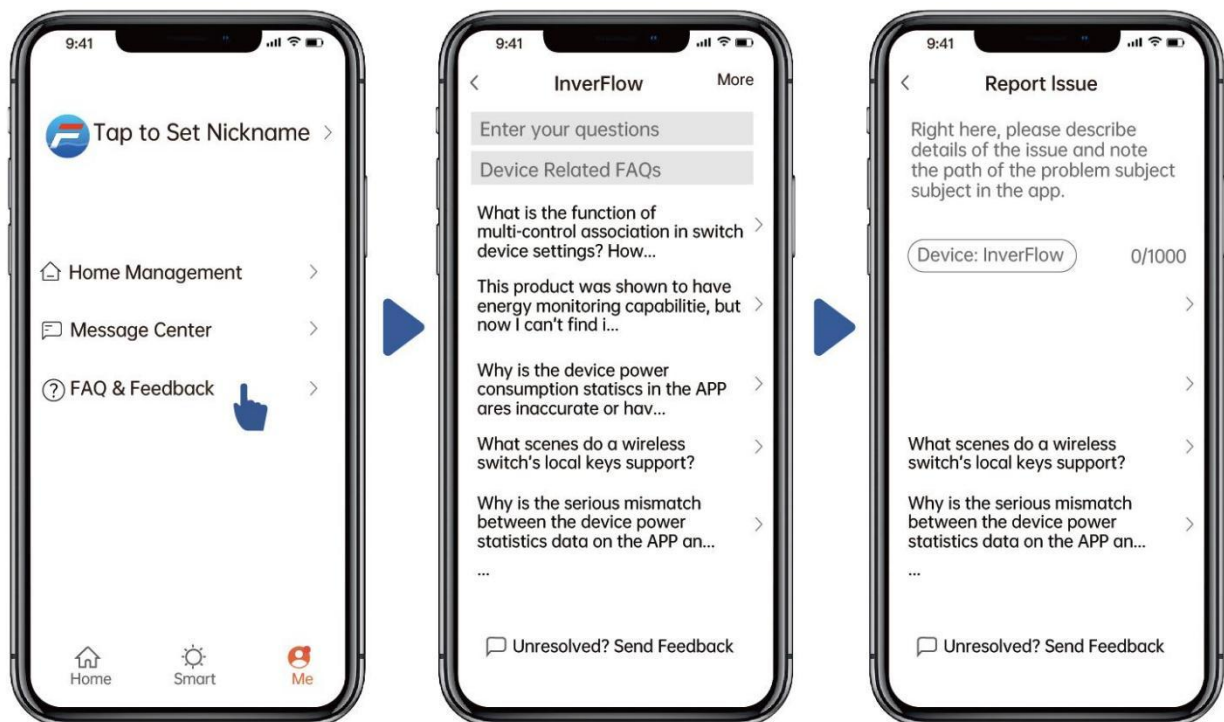 9:41
Tap to Set Nickname
Home Management
Message Center
FAQ & Feedback
Home
Smart
Me
9:41
InverFlow
More
Enter your questions
Device Related FAQs
What is the function of
multi-control association in switch
device settings? How...
This product was shown to have
energy monitoring capabilitie, but
now I can't find i...
Why is the device power
consumption statiscs in the APP
ares inaccurate or hav...
What scenes do a wireless
switch's local keys support?
Why is the serious mismatch
between the device power
statistics data on the APP an...
...
Unresolved? Send Feedback
9:41
Report Issue
Right here, please describe
details of the issue and note
the path of the problem subject
subject in the app.
Device: InverFlow
0/1000
What scenes do a wireless
switch's local keys support?
Why is the serious mismatch
between the device power
statistics data on the APP an...
...
Unresolved? Send Feedback